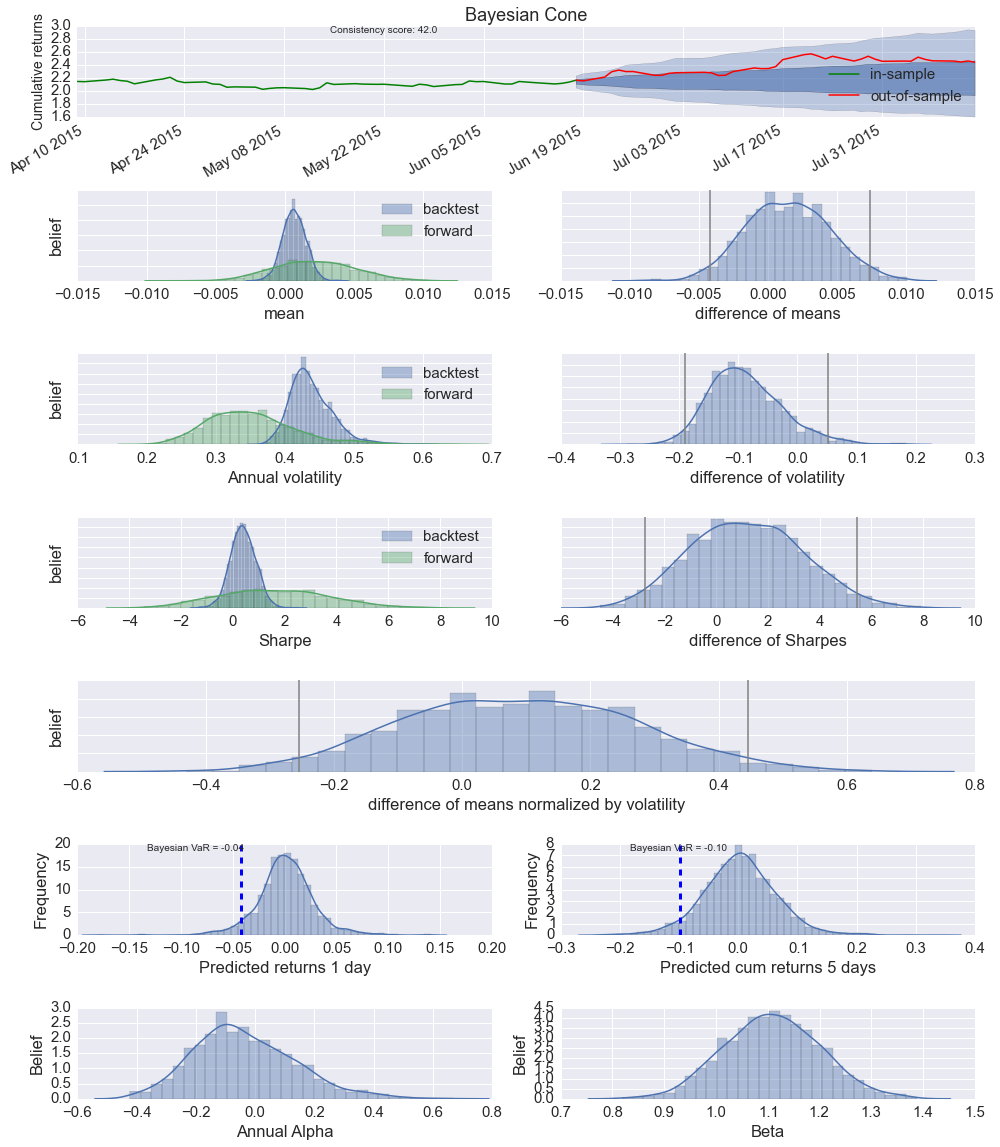 Bayesian Cone
Consistency score: 42.0
Cumulative returns
3.0
2.8
2.6
2.4
2.2
2.0
1.8
1.6
in-sample
out-of-sample
Apr 10 2015 Apr 24 2015 May 08 2015 May 22 2015 Jun 05 2015 Jun 19 2015 Jul 03 2015 Jul 17 2015 Jul 31 2015
belief
backtest
forward
−0.015 −0.010 −0.005 0.000 0.005 0.010 0.015
mean
−0.015 −0.010 −0.005 0.000 0.005 0.010 0.015
difference of means
belief
backtest
forward
0.1 0.2 0.3 0.4 0.5 0.6 0.7
Annual volatility
−0.4 −0.3 −0.2 −0.1 0.0 0.1 0.2 0.3
difference of volatility
belief
backtest
forward
−6 −4 −2 0 2 4 6 8 10
Sharpe
−6 −4 −2 0 2 4 6 8 10
difference of Sharpes
belief
−0.6 −0.4 −0.2 0.0 0.2 0.4 0.6 0.8
difference of means normalized by volatility
Frequency
20
15
10
5
0
Bayesian VaR = -0.04
−0.20 −0.15 −0.10 −0.05 0.00 0.05 0.10 0.15 0.20
Predicted returns 1 day
Frequency
8
7
6
5
4
3
2
1
0
Bayesian VaR = -0.10
−0.3 −0.2 −0.1 0.0 0.1 0.2 0.3 0.4
Predicted cum returns 5 days
Belief
3.0
2.5
2.0
1.5
1.0
0.5
0.0
−0.6 −0.4 −0.2 0.0 0.2 0.4 0.6 0.8
Annual Alpha
Belief
4.5
4.0
3.5
3.0
2.5
2.0
1.5
1.0
0.5
0.0
0.7 0.8 0.9 1.0 1.1 1.2 1.3 1.4 1.5
Beta